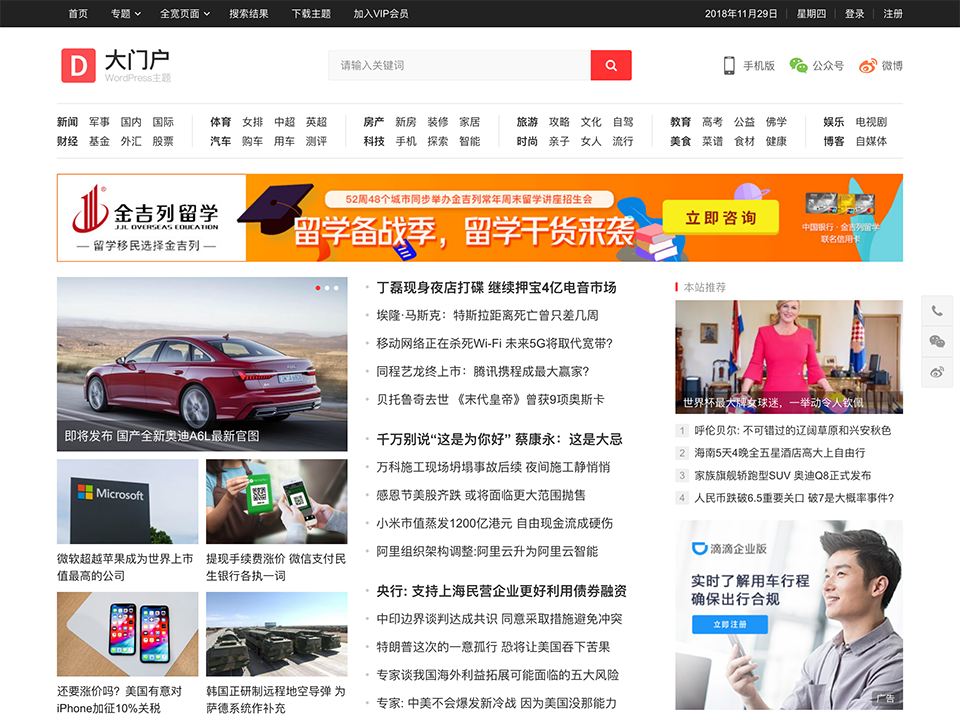 首页 专题 全宽页面 搜索结果 下载主题 加入VIP会员 2018年11月29日 星期四 登录 注册
D 大门户
WordPress主题
请输入关键词
手机版 公众号 微博
新闻 军事 国内 国际 体育 女排 中超 英超 房产 新房 装修 家居 旅游 攻略 文化 自驾 教育 高考 公益 佛学 娱乐 电视剧
财经 基金 外汇 股票 汽车 购车 用车 测评 科技 手机 探索 智能 时尚 亲子 女人 流行 美食 菜谱 食材 健康 博客 自媒体
金吉列留学
JJL OVERSEAS EDUCATION
— 留学移民选择金吉列 —
52周48个城市同步举办金吉列常年周末留学讲座招生会
留学备战季，留学干货来袭
立即咨询
中国银行·金吉列留学
联名信用卡
即将发布 国产全新奥迪A6L最新官图
Microsoft
微软超越苹果成为世界上市
值最高的公司
提现手续费涨价 微信支付民
生银行各执一词
还要涨价吗？美国有意对
iPhone加征10%关税
韩国正研制远程地空导弹 为
萨德系统作补充
丁磊现身夜店打碟 继续押宝4亿电音市场
埃隆·马斯克：特斯拉距离死亡曾只差几周
移动网络正在杀死Wi-Fi 未来5G将取代宽带?
同程艺龙终上市：腾讯携程成最大赢家?
贝托鲁奇去世 《末代皇帝》曾获9项奥斯卡
千万别说“这是为你好” 蔡康永：这是大忌
万科施工现场坍塌事故后续 夜间施工静悄悄
感恩节美股齐跌 或将面临更大范围抛售
小米市值蒸发1200亿港元 自由现金流成硬伤
阿里组织架构调整:阿里云升为阿里云智能
央行: 支持上海民营企业更好利用债券融资
中印边界谈判达成共识 同意采取措施避免冲突
特朗普这次的一意孤行 恐将让美国吞下苦果
专家谈我国海外利益拓展可能面临的五大风险
专家: 中美不会爆发新冷战 因为美国没那能力
本站推荐
世界杯最大牌女球迷，一举动令人钦佩
1 呼伦贝尔: 不可错过的辽阔草原和兴安秋色
2 海南5天4晚全五星酒店高大上自由行
3 家族旗舰轿跑型SUV 奥迪Q8正式发布
4 人民币跌破6.5重要关口 破7是大概率事件?
滴滴企业版
实时了解用车行程
确保出行合规
立即注册
广告